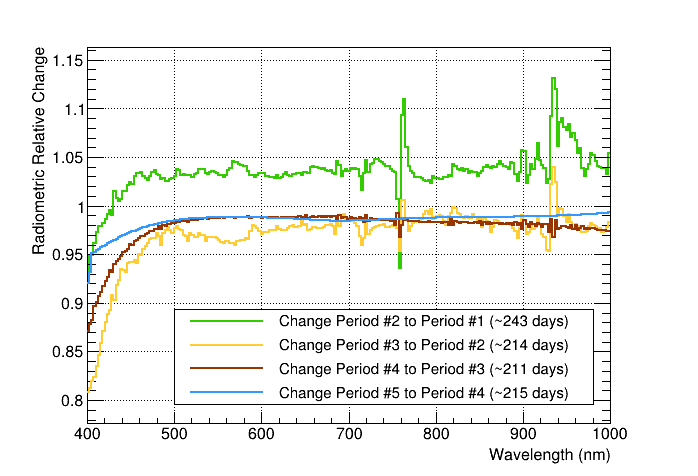 Radiometric Relative Change
1.15
1.1
1.05
1
0.95
0.9
0.85
0.8
Change Period #2 to Period #1 (~243 days)
Change Period #3 to Period #2 (~214 days)
Change Period #4 to Period #3 (~211 days)
Change Period #5 to Period #4 (~215 days)
400 500 600 700 800 900 1000
Wavelength (nm)